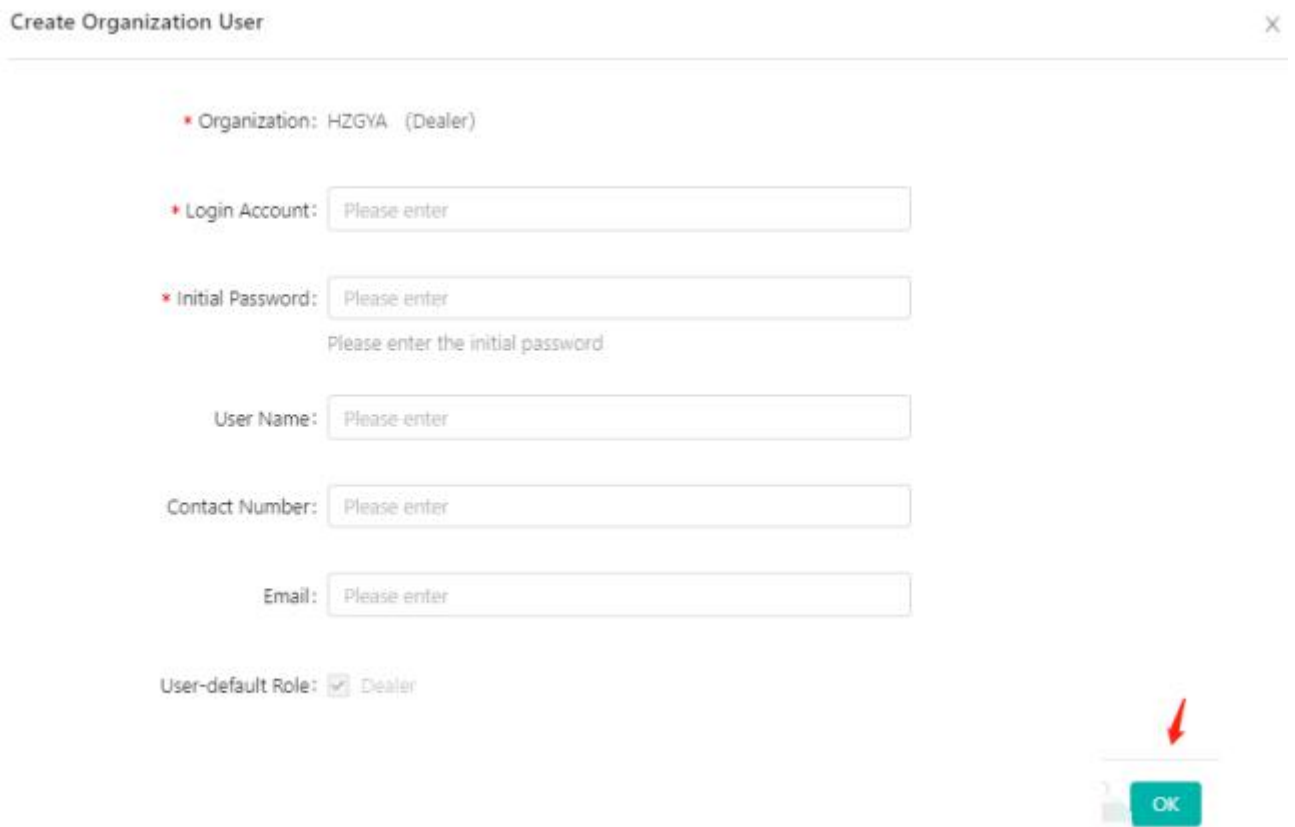 Create Organization User
* Organization: HZGYA (Dealer)
* Login Account: Please enter
* Initial Password: Please enter
Please enter the initial password
User Name: Please enter
Contact Number: Please enter
Email: Please enter
User-default Role: Dealer
OK